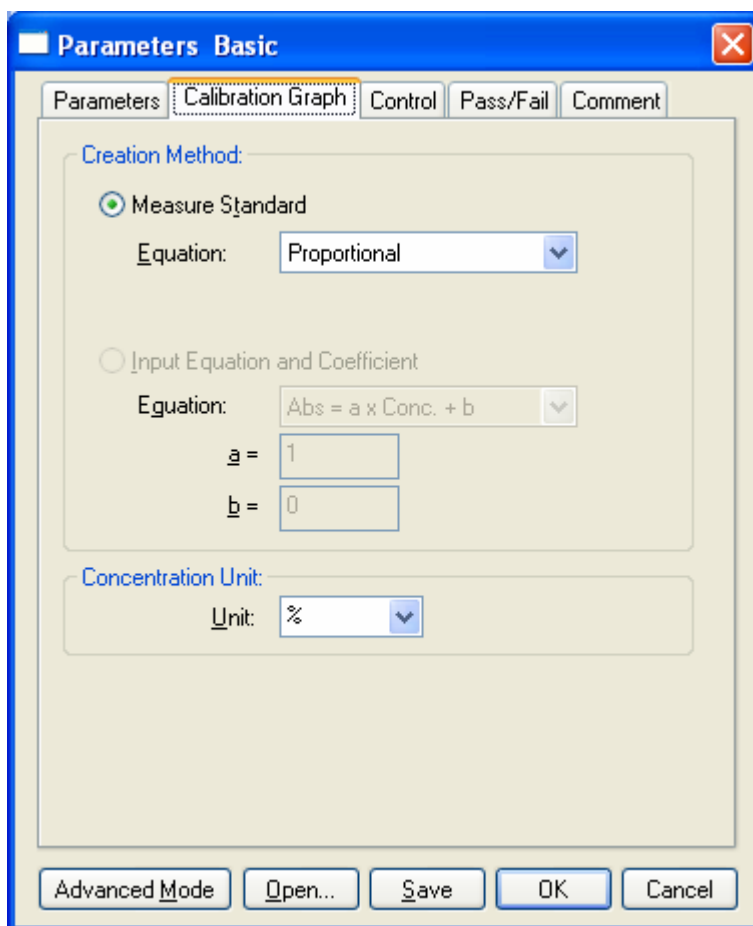 Parameters Basic
Parameters Calibration Graph Control Pass/Fail Comment
Creation Method:
Measure Standard
Equation: Proportional
Input Equation and Coefficient
Equation: Abs = a x Conc. + b
a = 1
b = 0
Concentration Unit:
Unit: %
Advanced Mode Open... Save OK Cancel